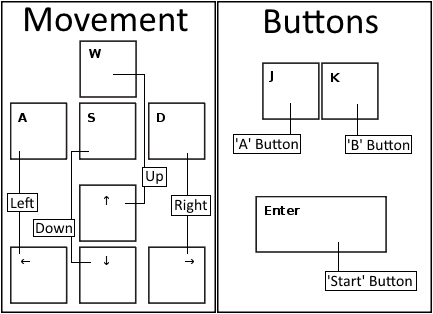 Movement
W
A
S
D
↑
Up
Left
Right
Down
←
↓
→
Buttons
J
K
'A' Button
'B' Button
Enter
'Start' Button